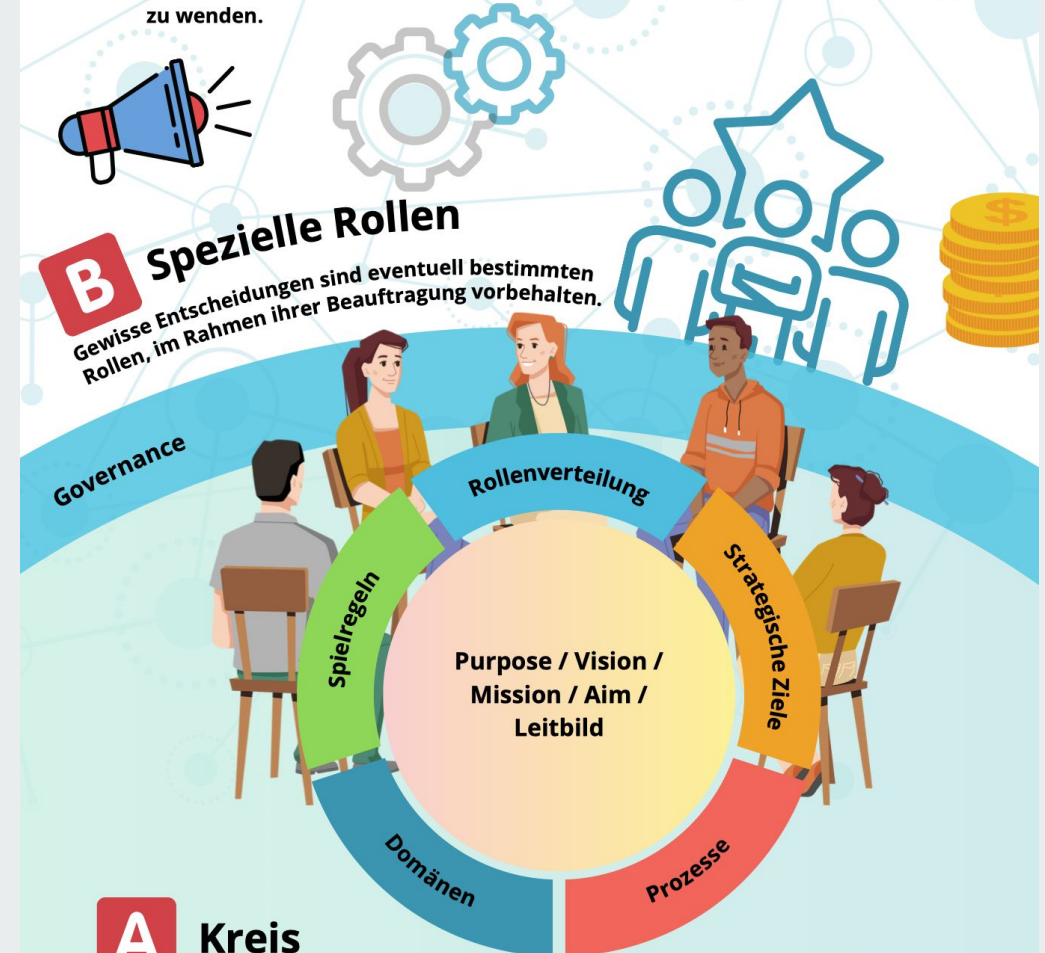 zu wenden.
B Spezielle Rollen
Gewisse Entscheidungen sind eventuell bestimmten
Rollen, im Rahmen ihrer Beauftragung vorbehalten.
Governance
Rollenverteilung
Spielregeln
Strategische Ziele
Purpose / Vision /
Mission / Aim /
Leitbild
Domänen
Prozesse
A Kreis